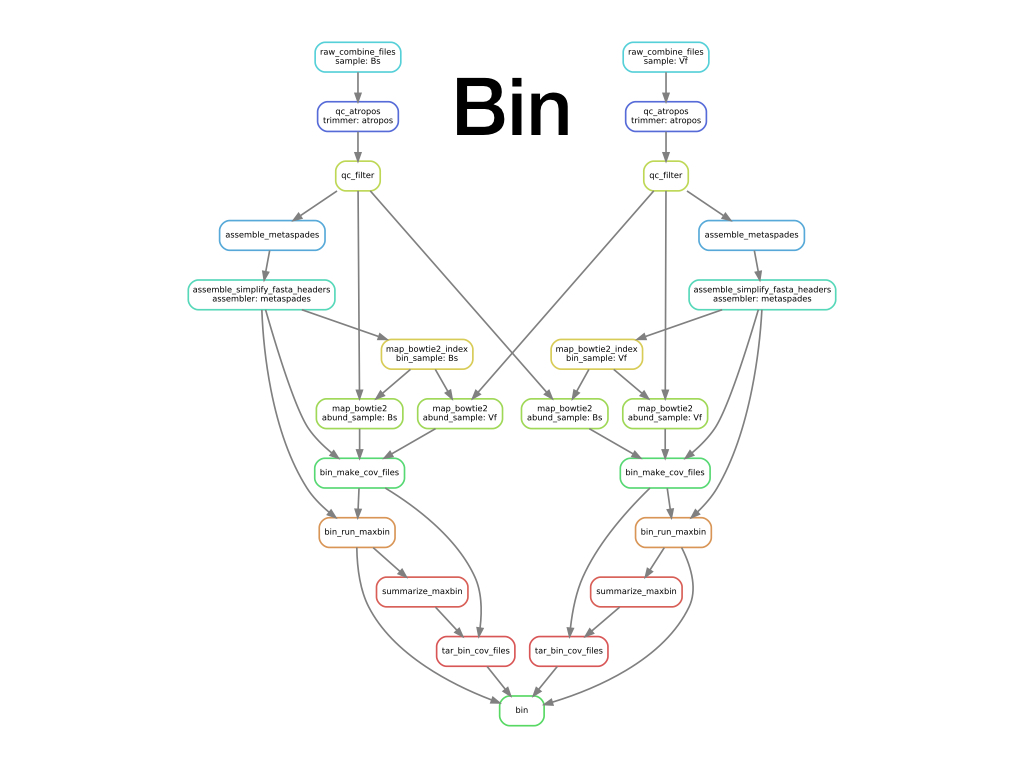 Bin
raw_combine_files
sample: Bs
raw_combine_files
sample: Vf
qc_atropos
trimmer: atropos
qc_atropos
trimmer: atropos
qc_filter
qc_filter
assemble_metaspades
assemble_metaspades
assemble_simplify_fasta_headers
assembler: metaspades
assemble_simplify_fasta_headers
assembler: metaspades
map_bowtie2_index
bin_sample: Bs
map_bowtie2_index
bin_sample: Vf
map_bowtie2
abund_sample: Bs
map_bowtie2
abund_sample: Vf
map_bowtie2
abund_sample: Bs
map_bowtie2
abund_sample: Vf
bin_make_cov_files
bin_make_cov_files
bin_run_maxbin
bin_run_maxbin
summarize_maxbin
summarize_maxbin
tar_bin_cov_files
tar_bin_cov_files
bin